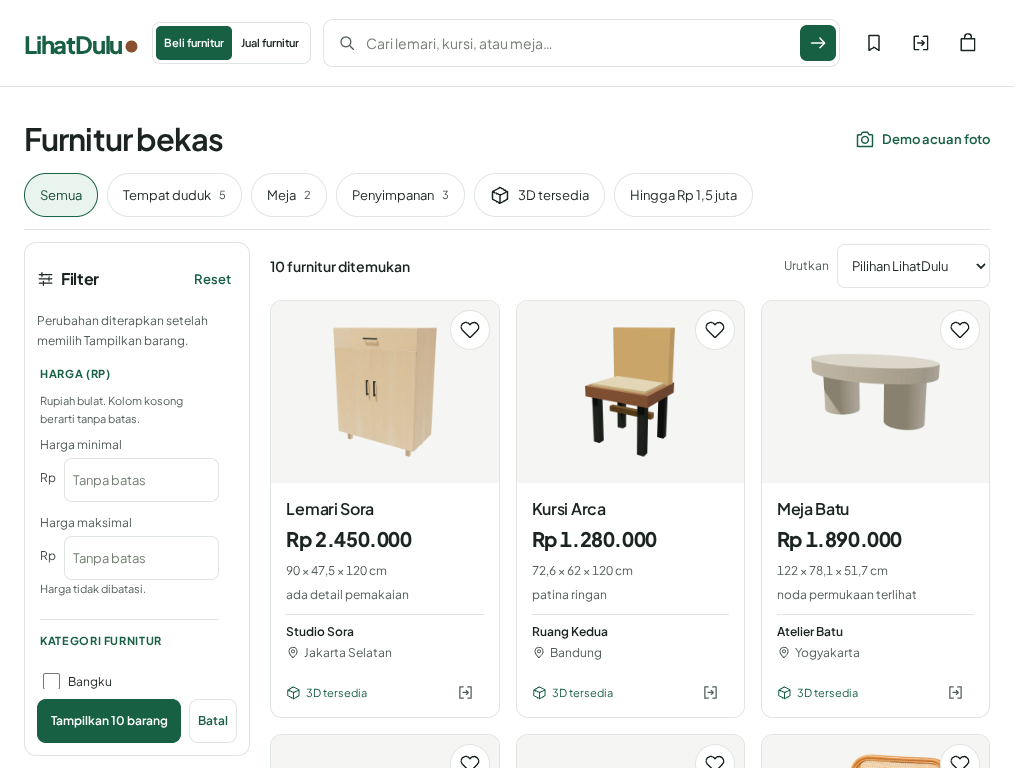 LihatDulu
Beli furnitur
Jual furnitur
Cari lemari, kursi, atau meja…
Furnitur bekas
Demo acuan foto
Semua
Tempat duduk 5
Meja 2
Penyimpanan 3
3D tersedia
Hingga Rp 1,5 juta
Filter
Reset
Perubahan diterapkan setelah
memilih Tampilkan barang.
HARGA (RP)
Rupiah bulat. Kolom kosong
berarti tanpa batas.
Harga minimal
Rp Tanpa batas
Harga maksimal
Rp Tanpa batas
Harga tidak dibatasi.
KATEGORI FURNITUR
Bangku
Tampilkan 10 barang
Batal
10 furnitur ditemukan
Urutkan
Pilihan LihatDulu
Lemari Sora
Rp 2.450.000
90 × 47,5 × 120 cm
ada detail pemakaian
Studio Sora
Jakarta Selatan
3D tersedia
Kursi Arca
Rp 1.280.000
72,6 × 62 × 120 cm
patina ringan
Ruang Kedua
Bandung
3D tersedia
Meja Batu
Rp 1.890.000
122 × 78,1 × 51,7 cm
noda permukaan terlihat
Atelier Batu
Yogyakarta
3D tersedia